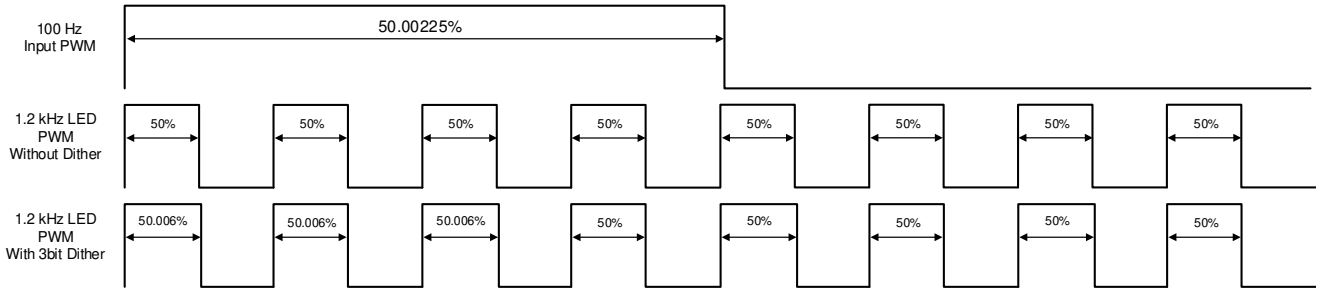 100 Hz
Input PWM
50.00225%
1.2 kHz LED
PWM
Without Dither
50% 50% 50% 50% 50% 50% 50% 50%
1.2 kHz LED
PWM
With 3bit Dither
50.006% 50.006% 50.006% 50% 50% 50% 50% 50%